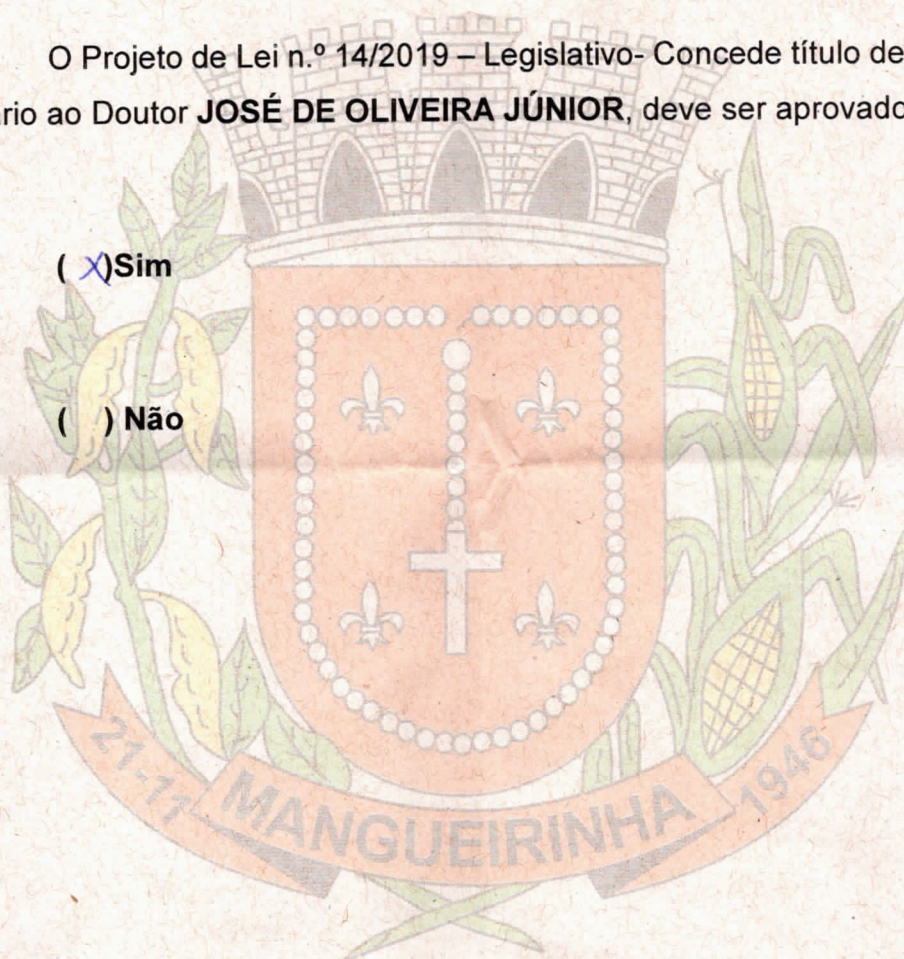 O Projeto de Lei n.º 14/2019 – Legislativo- Concede título de
rio ao Doutor JOSÉ DE OLIVEIRA JÚNIOR, deve ser aprovado
( X)Sim
( ) Não
21-11 MANGUEIRINHA 1946